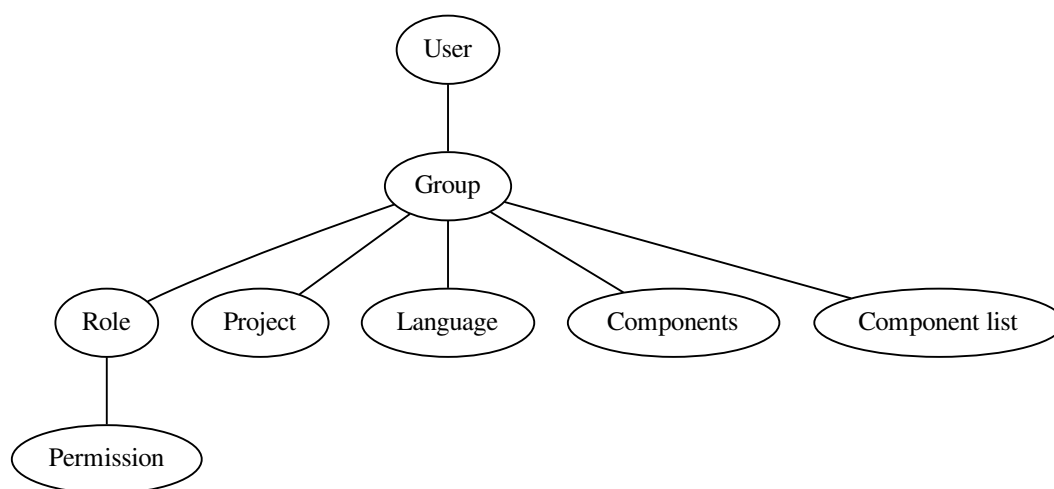 User
Group
Role
Project
Language
Components
Component list
Permission